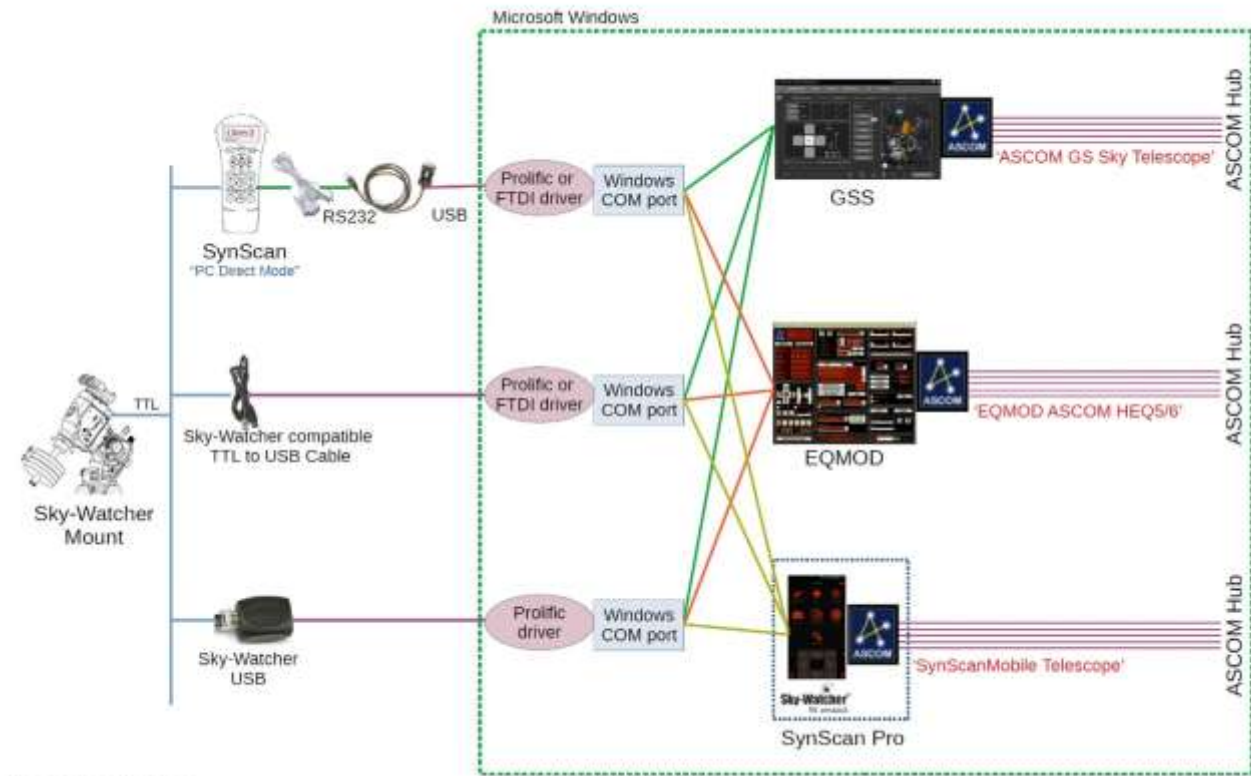 Microsoft Windows
ASCOM Hub
ASCOM
'ASCOM GS Sky Telescope'
GSS
Prolific or
FTDI driver
Windows
COM port
RS232
USB
SynScan
"PC Direct Mode"
ASCOM Hub
ASCOM
'EQMOD ASCOM HEQ5/6'
EQMOD
Prolific or
FTDI driver
Windows
COM port
TTL
Sky-Watcher compatible
TTL to USB Cable
Sky-Watcher
Mount
ASCOM Hub
ASCOM
'SynScanMobile Telescope'
Prolific
driver
Windows
COM port
Sky-Watcher
USB
Sky-Watcher
SynScan Pro